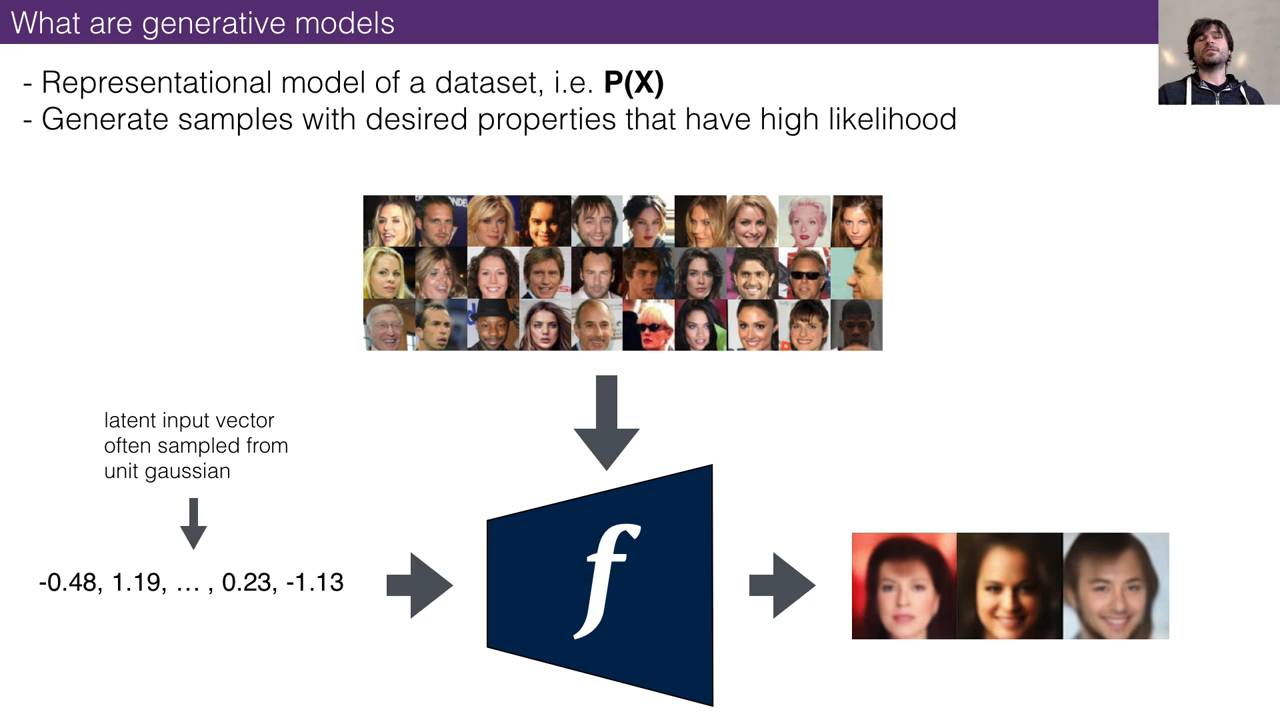 What are generative models
- Representational model of a dataset, i.e. P(X)
- Generate samples with desired properties that have high likelihood
latent input vector
often sampled from
unit gaussian
-0.48, 1.19, … , 0.23, -1.13
f